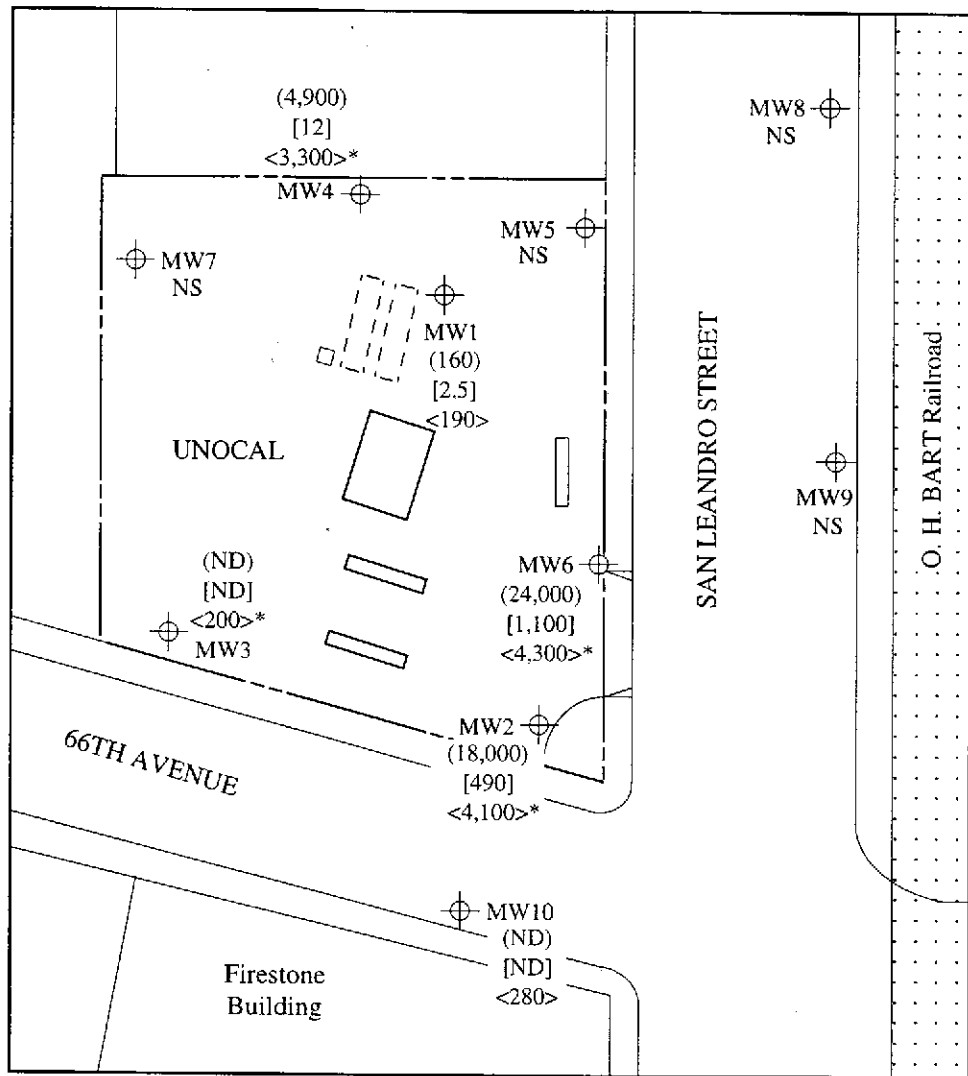 (4,900)
[12]
<3,300>*
MW4
MW8
NS
MW5
NS
MW7
NS
MW1
(160)
[2.5]
<190>
UNOCAL
SAN LEANDRO STREET
O. H. BART Railroad
MW9
NS
(ND)
[ND]
<200>*
MW3
MW6
(24,000)
[1,100]
<4,300>*
MW2
(18,000)
[490]
<4,100>*
66TH AVENUE
MW10
(ND)
[ND]
<280>
Firestone
Building